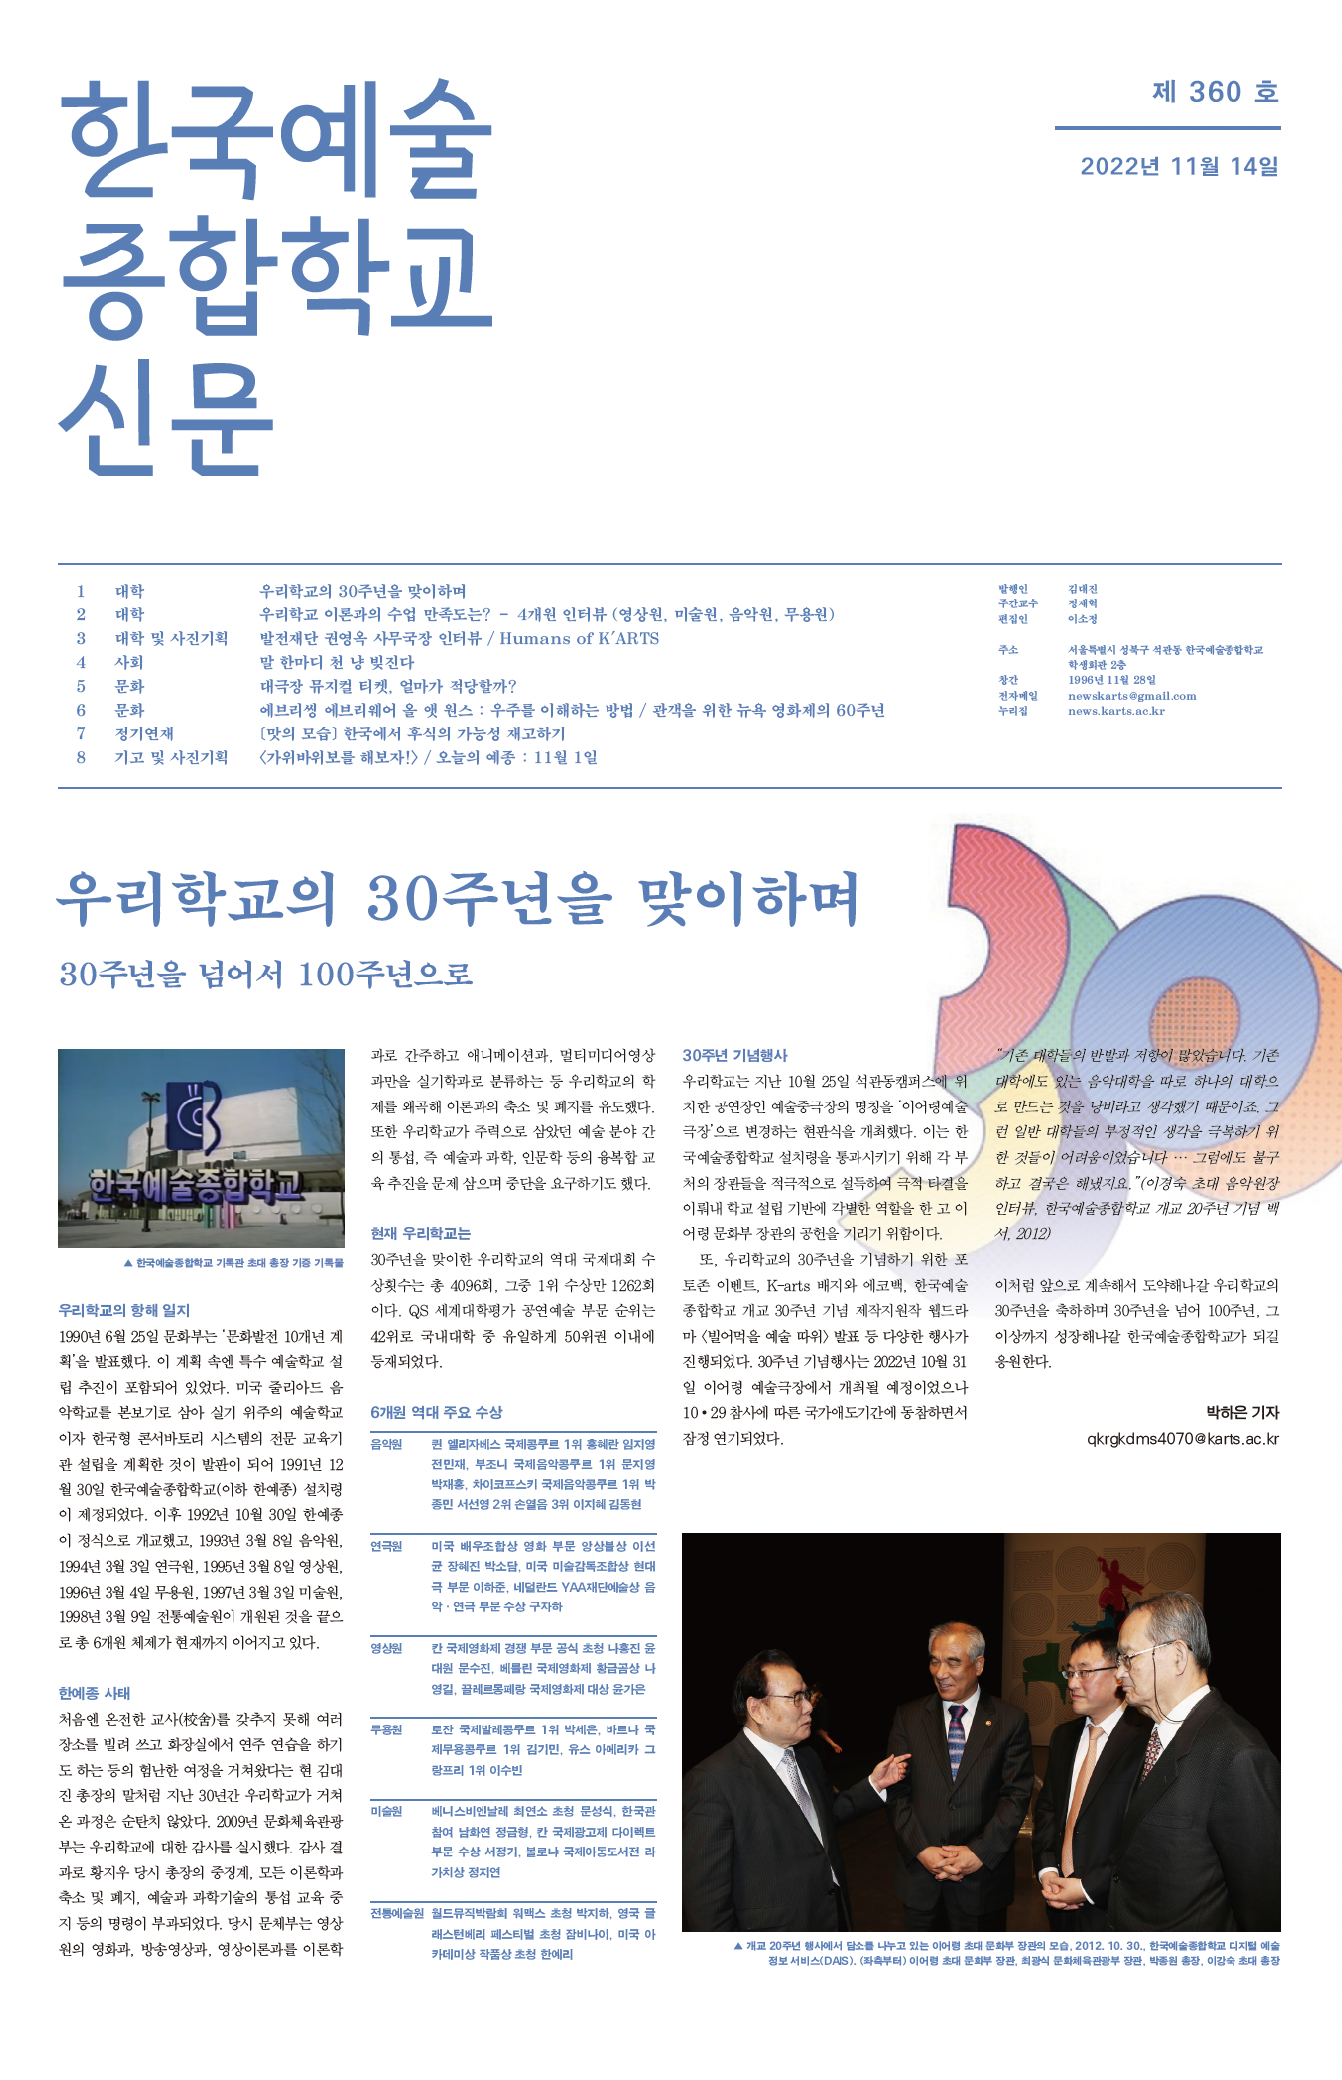 한국예술
종합학교
신문
제 360 호
2022년 11월 14일
1 대학 우리학교의 30주년을 맞이하며
2 대학 우리학교 이론과의 수업 만족도는? - 4개원 인터뷰 (영상원, 미술원, 음악원, 무용원)
3 대학 및 사진기획 발전재단 권영옥 사무국장 인터뷰 / Humans of K'ARTS
4 사회 말 한마디 천 냥 빚진다
5 문화 대극장 뮤지컬 티켓, 얼마가 적당할까?
6 문화 에브리씽 에브리웨어 올 앳 원스 : 우주를 이해하는 방법 / 관객을 위한 뉴욕 영화제의 60주년
7 정기연재 〔맛의 모습〕 한국에서 후식의 가능성 재고하기
8 기고 및 사진기획 〈가위바위보를 해보자!〉 / 오늘의 예종 : 11월 1일
발행인 김대진
주간교수 정새혁
편집인 이소정
주소 서울특별시 성북구 석관동 한국예술종합학교
학생회관 2층
창간 1996년 11월 28일
전자메일 newskarts@gmail.com
누리집 news.karts.ac.kr
우리학교의 30주년을 맞이하며
30주년을 넘어서 100주년으로
한국예술종합학교
▲ 한국예술종합학교 기록관 초대 총장 기증 기록물
우리학교의 항해 일지
1990년 6월 25일 문화부는 ‘문화발전 10개년 계
획’을 발표했다. 이 계획 속엔 특수 예술학교 설
립 추진이 포함되어 있었다. 미국 줄리아드 음
악학교를 본보기로 삼아 실기 위주의 예술학교
이자 한국형 콘서바토리 시스템의 전문 교육기
관 설립을 계획한 것이 발판이 되어 1991년 12
월 30일 한국예술종합학교(이하 한예종) 설치령
이 제정되었다. 이후 1992년 10월 30일 한예종
이 정식으로 개교했고, 1993년 3월 8일 음악원,
1994년 3월 3일 연극원, 1995년 3월 8일 영상원,
1996년 3월 4일 무용원, 1997년 3월 3일 미술원,
1998년 3월 9일 전통예술원이 개원된 것을 끝으
로 총 6개원 체제가 현재까지 이어지고 있다.
한예종 사태
처음엔 온전한 교사(校舍)를 갖추지 못해 여러
장소를 빌려 쓰고 화장실에서 연주 연습을 하기
도 하는 등의 험난한 여정을 거쳐왔다는 현 김대
진 총장의 말처럼 지난 30년간 우리학교가 거쳐
온 과정은 순탄치 않았다. 2009년 문화체육관광
부는 우리학교에 대한 감사를 실시했다. 감사 결
과로 황지우 당시 총장의 중징계, 모든 이론학과
축소 및 폐지, 예술과 과학기술의 통섭 교육 중
지 등의 명령이 부과되었다. 당시 문체부는 영상
원의 영화과, 방송영상과, 영상이론과를 이론학
과로 간주하고 애니메이션과, 멀티미디어영상
과만을 실기학과로 분류하는 등 우리학교의 학
제를 왜곡해 이론과의 축소 및 폐지를 유도했다.
또한 우리학교가 주력으로 삼았던 예술 분야 간
의 통섭, 즉 예술과 과학, 인문학 등의 융복합 교
육 추진을 문제 삼으며 중단을 요구하기도 했다.
현재 우리학교는
30주년을 맞이한 우리학교의 역대 국제대회 수
상횟수는 총 4096회, 그중 1위 수상만 1262회
이다. QS 세계대학평가 공연예술 부문 순위는
42위로 국내대학 중 유일하게 50위권 이내에
등재되었다.
6개원 역대 주요 수상
음악원 퀸 엘리자베스 국제콩쿠르 1위 홍혜란 임지영
전민재, 부조니 국제음악콩쿠르 1위 문지영
박재홍, 차이코프스키 국제음악콩쿠르 1위 박
종민 서선영 2위 손열음 3위 이지혜 김동현
연극원 미국 배우조합상 영화 부문 앙상블상 이선
균 장혜진 박소담, 미국 미술감독조합상 현대
극 부문 이하준, 네덜란드 YAA재단예술상 음
악·연극 부문 수상 구자하
영상원 칸 국제영화제 경쟁 부문 공식 초청 나홍진 윤
대원 문수진, 베를린 국제영화제 황금곰상 나
영길, 끌레르몽페랑 국제영화제 대상 윤가은
무용원 로잔 국제발레콩쿠르 1위 박세은, 바르나 국
제무용콩쿠르 1위 김기민, 유스 아메리카 그
랑프리 1위 이수빈
미술원 베니스비엔날레 최연소 초청 문성식, 한국관
참여 남화연 정금형, 칸 국제광고제 다이렉트
부문 수상 서정기, 볼로냐 국제아동도서전 라
가치상 정지연
전통예술원 월드뮤직박람회 워맥스 초청 박지하, 영국 글
래스턴베리 페스티벌 초청 잠비나이, 미국 아
카데미상 작품상 초청 한예리
30주년 기념행사
우리학교는 지난 10월 25일 석관동캠퍼스에 위
치한 공연장인 예술중극장의 명칭을 ‘이어령예술
극장’으로 변경하는 현판식을 개최했다. 이는 한
국예술종합학교 설치령을 통과시키기 위해 각 부
처의 장관들을 적극적으로 설득하여 극적 타결을
이뤄내 학교 설립 기반에 각별한 역할을 한 고 이
어령 문화부 장관의 공헌을 기리기 위함이다.
또, 우리학교의 30주년을 기념하기 위한 포
토존 이벤트, K-arts 배지와 에코백, 한국예술
종합학교 개교 30주년 기념 제작지원작 웹드라
마 〈빌어먹을 예술 따위〉 발표 등 다양한 행사가
진행되었다. 30주년 기념행사는 2022년 10월 31
일 이어령 예술극장에서 개최될 예정이었으나
10•29 참사에 따른 국가애도기간에 동참하면서
잠정 연기되었다.
“기존 대학들의 반발과 저항이 많았습니다. 기존
대학에도 있는 음악대학을 따로 하나의 대학으
로 만드는 것을 낭비라고 생각했기 때문이죠. 그
런 일반 대학들의 부정적인 생각을 극복하기 위
한 것들이 어려움이었습니다 … 그럼에도 불구
하고 결국은 해냈지요.”(이경숙 초대 음악원장
인터뷰, 한국예술종합학교 개교 20주년 기념 백
서, 2012)
이처럼 앞으로 계속해서 도약해나갈 우리학교의
30주년을 축하하며 30주년을 넘어 100주년, 그
이상까지 성장해나갈 한국예술종합학교가 되길
응원한다.
박하은 기자
qkrgkdms4070@karts.ac.kr
▲ 개교 20주년 행사에서 담소를 나누고 있는 이어령 초대 문화부 장관의 모습, 2012. 10. 30., 한국예술종합학교 디지털 예술
정보 서비스(DAIS). (좌측부터) 이어령 초대 문화부 장관, 최광식 문화체육관광부 장관, 박종원 총장, 이강숙 초대 총장